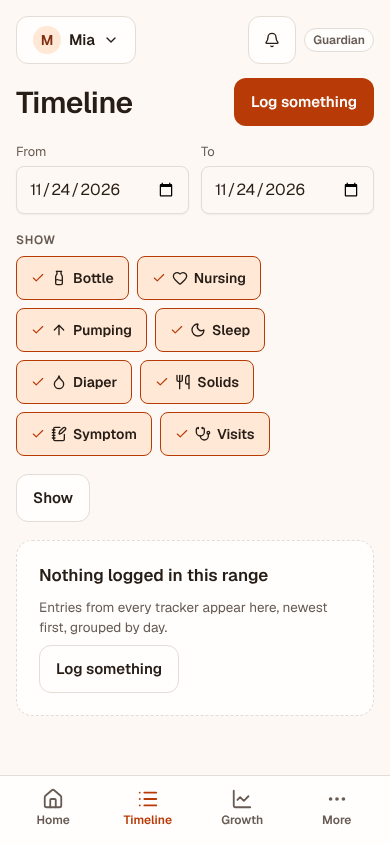 M Mia
Guardian
Timeline
Log something
From
To
11/24/2026
11/24/2026
SHOW
Bottle
Nursing
Pumping
Sleep
Diaper
Solids
Symptom
Visits
Show
Nothing logged in this range
Entries from every tracker appear here, newest
first, grouped by day.
Log something
Home
Timeline
Growth
More